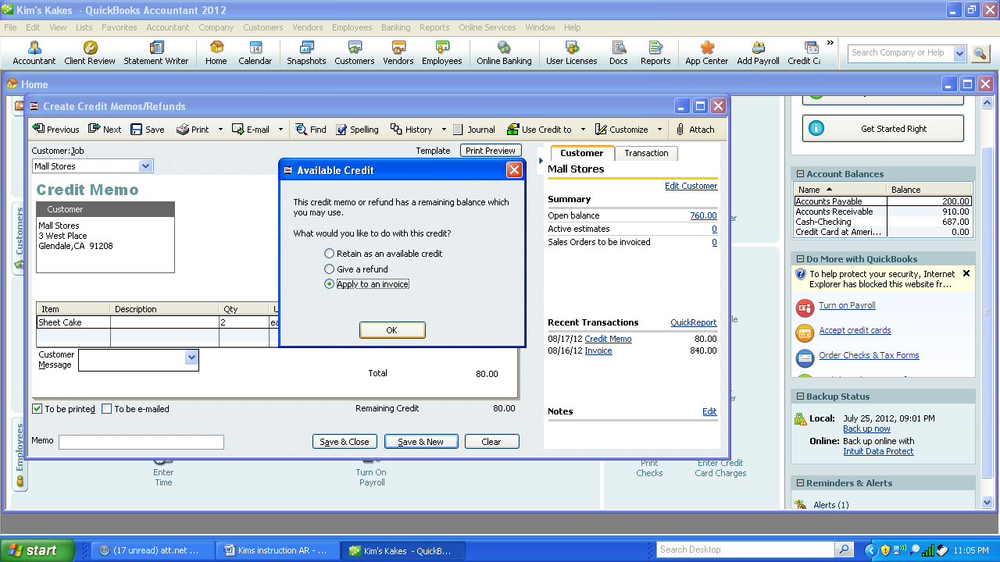 Kim's Kakes - QuickBooks Accountant 2012
File Edit View Lists Favorites Accountant Company Customers Vendors Employees Banking Reports Online Services Window Help
Accountant Client Review Statement Writer Home Calendar Snapshots Customers Vendors Employees Online Banking User Licenses Docs Reports App Center Add Payroll Credit Ca »
Search Company or Help
Home
Create Credit Memos/Refunds
Previous Next Save Print E-mail Find Spelling History Journal Use Credit to Customize Attach
Customer:Job
Template Print Preview
Mall Stores
Credit Memo
Customer
Mall Stores
3 West Place
Glendale,CA 91208
Item Description Qty U
Sheet Cake 2 ea
Customer
Message
Total 80.00
To be printed To be e-mailed
Remaining Credit 80.00
Memo
Save & Close Save & New Clear
Available Credit
This credit memo or refund has a remaining balance which
you may use.
What would you like to do with this credit?
Retain as an available credit
Give a refund
Apply to an invoice
OK
Customer Transaction
Mall Stores
Edit Customer
Summary
Open balance 760.00
Active estimates 0
Sales Orders to be invoiced 0
Recent Transactions QuickReport
08/17/12 Credit Memo 80.00
08/16/12 Invoice 840.00
Notes Edit
Customers
Employees
Enter
Time
Turn On
Payroll
Print
Checks
Enter Credit
Card Charges
Get Started Right
Account Balances
Name Balance
Accounts Payable 200.00
Accounts Receivable 910.00
Cash-Checking 687.00
Credit Card at Ameri... 0.00
Do More with QuickBooks
To help protect your security, Internet
Explorer has blocked this website fr...
Turn on Payroll
Accept credit cards
Order Checks & Tax Forms
Backup Status
Local: July 25, 2012, 09:01 PM
Back up now
Online: Back up online with
Intuit Data Protect
Reminders & Alerts
Alerts (1)
start
(17 unread) att.net ...
Kims instruction AR - ...
Kim's Kakes - QuickB...
Search Desktop
11:05 PM